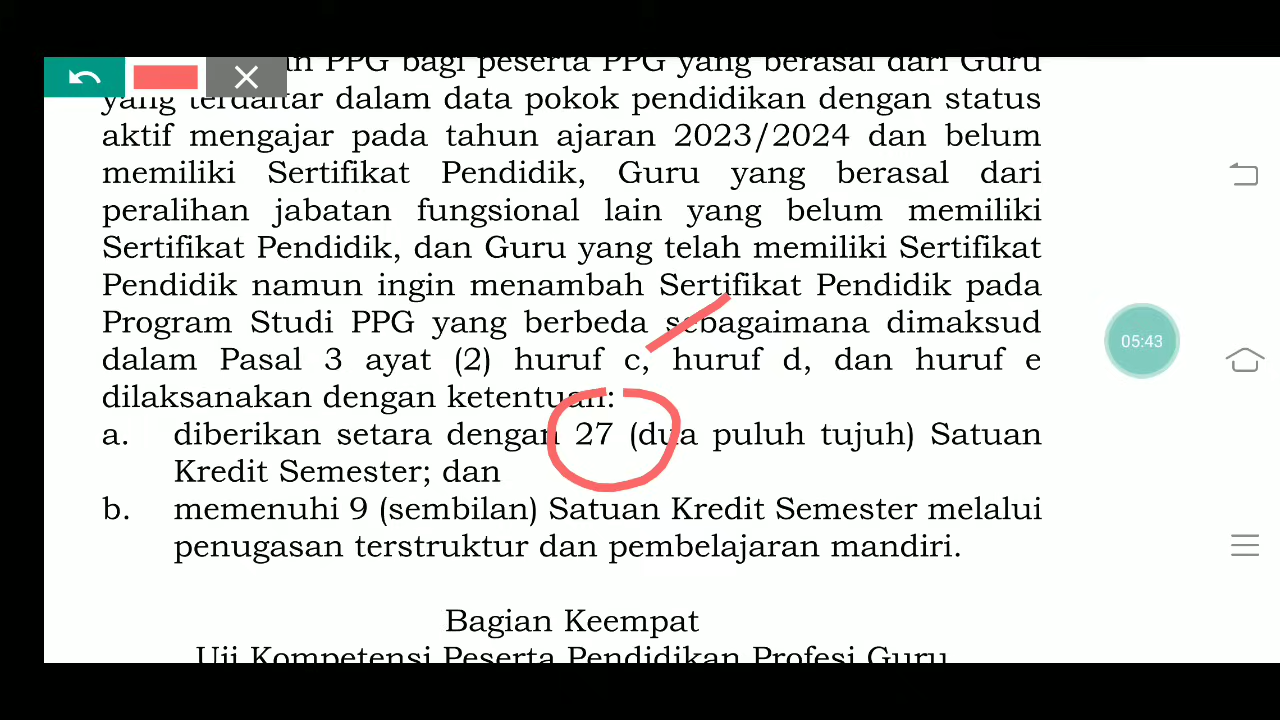 n PPG bagi peserta PPG yang berasal dari Guru
yang terdaftar dalam data pokok pendidikan dengan status
aktif mengajar pada tahun ajaran 2023/2024 dan belum
memiliki Sertifikat Pendidik, Guru yang berasal dari
peralihan jabatan fungsional lain yang belum memiliki
Sertifikat Pendidik, dan Guru yang telah memiliki Sertifikat
Pendidik namun ingin menambah Sertifikat Pendidik pada
Program Studi PPG yang berbeda sebagaimana dimaksud
dalam Pasal 3 ayat (2) huruf c, huruf d, dan huruf e
dilaksanakan dengan ketentuan:
a. diberikan setara dengan 27 (dua puluh tujuh) Satuan
Kredit Semester; dan
b. memenuhi 9 (sembilan) Satuan Kredit Semester melalui
penugasan terstruktur dan pembelajaran mandiri.
Bagian Keempat
Uji Kompetensi Peserta Pendidikan Profesi Guru
05:43